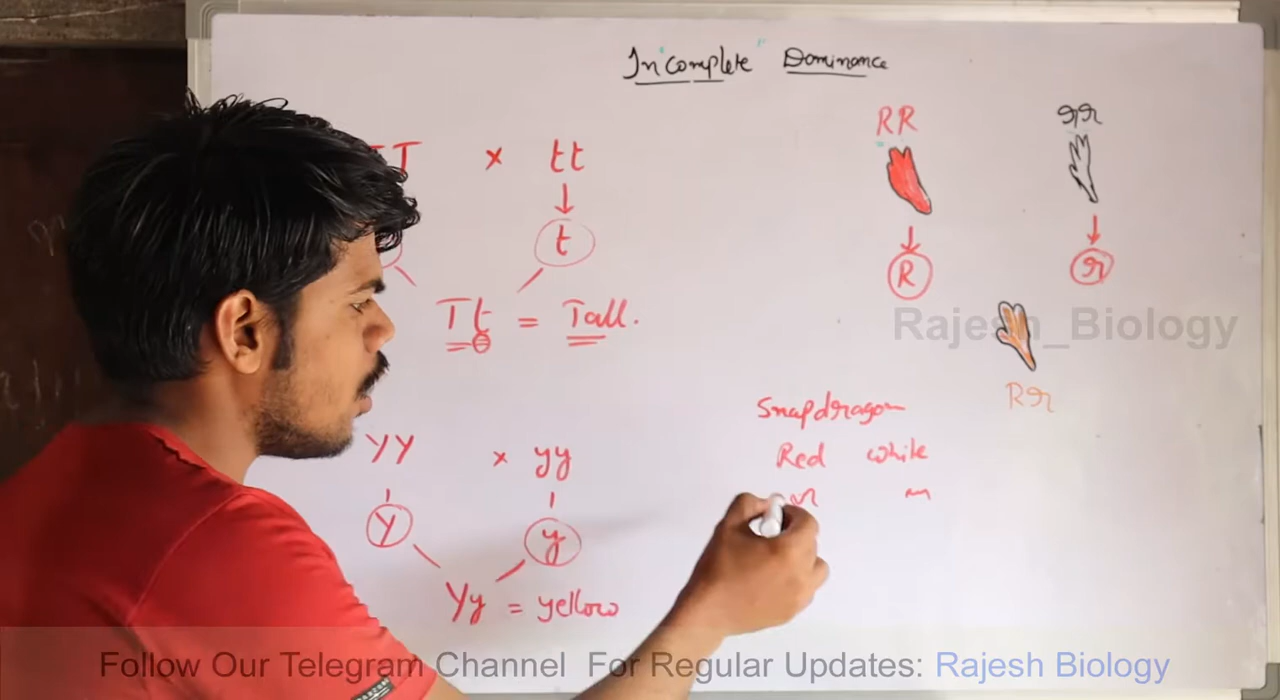 Incomplete" Dominance
RR rr
TT × tt
t
R r
Tt = Tall.
Rajesh_Biology
Rr
Snapdragon
Red white
YY × yy
Y y
Yy = yellow
Follow Our Telegram Channel For Regular Updates: Rajesh Biology